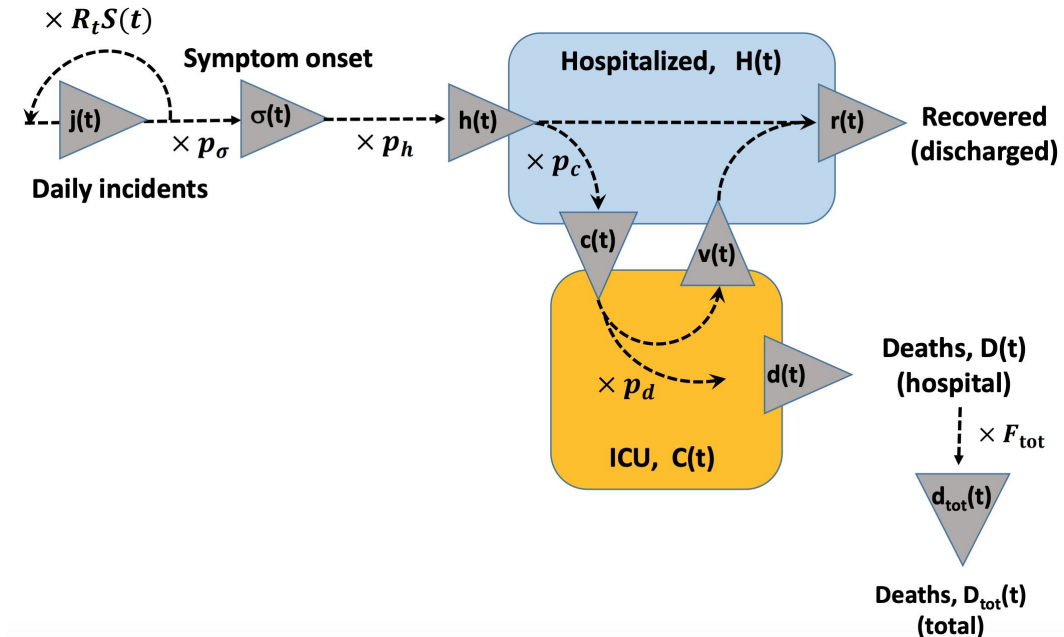 × R_t S(t)
Symptom onset
j(t)
σ(t)
× p_σ
× p_h
Daily incidents
Hospitalized, H(t)
h(t)
r(t)
× p_c
Recovered
(discharged)
c(t)
v(t)
× p_d
d(t)
ICU, C(t)
Deaths, D(t)
(hospital)
× F_tot
d_tot(t)
Deaths, D_tot(t)
(total)